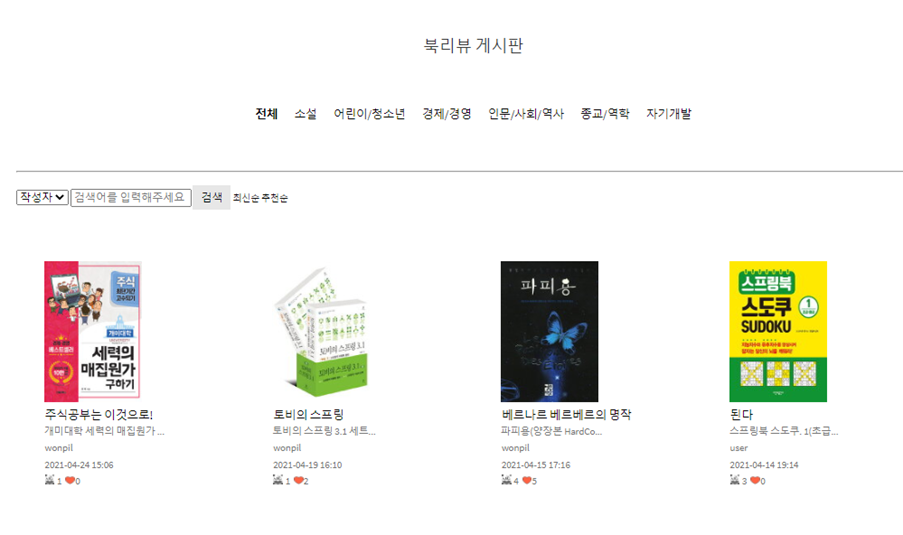 북리뷰 게시판
전체 소설 어린이/청소년 경제/경영 인문/사회/역사 종교/역학 자기개발
작성자 검색어를 입력해주세요 검색 최신순 추천순
주식
개미대학
세력의
매집원가
구하기
토비의 스프링 3.1
파피용
스프링북
스도쿠
SUDOKU
1
주식공부는 이것으로!
개미대학 세력의 매집원가 ...
wonpil
2021-04-24 15:06
1 0
토비의 스프링
토비의 스프링 3.1 세트...
wonpil
2021-04-19 16:10
1 2
베르나르 베르베르의 명작
파피용(양장본 HardCo...
wonpil
2021-04-15 17:16
4 5
된다
스프링북 스도쿠. 1(초급...
user
2021-04-14 19:14
3 0